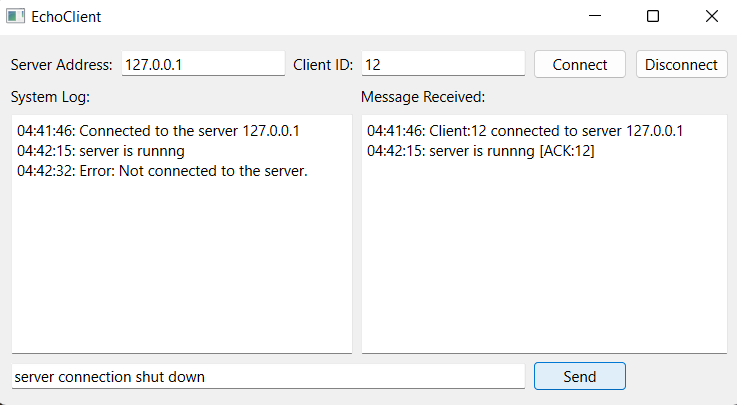 EchoClient
Server Address: 127.0.0.1 Client ID: 12 Connect Disconnect
System Log:
Message Received:
04:41:46: Connected to the server 127.0.0.1
04:42:15: server is runnng
04:42:32: Error: Not connected to the server.
04:41:46: Client:12 connected to server 127.0.0.1
04:42:15: server is runnng [ACK:12]
server connection shut down Send